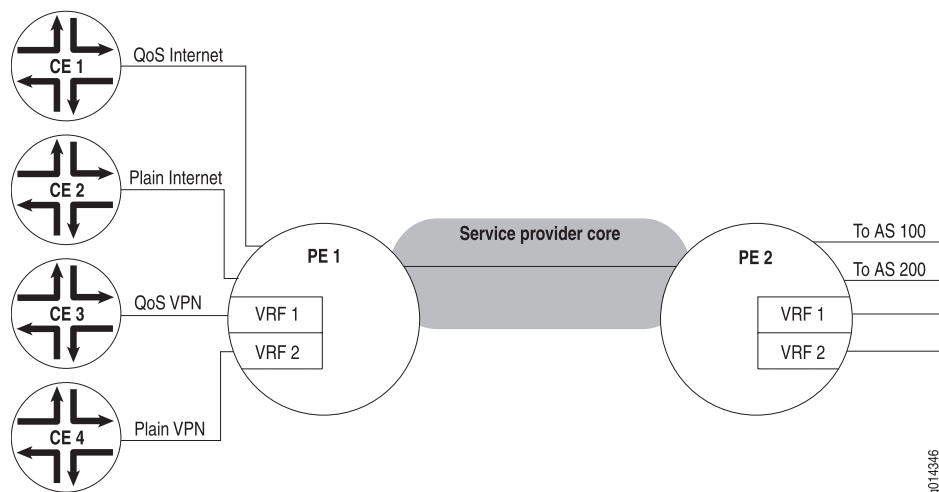 CE 1
QoS Internet
CE 2
Plain Internet
CE 3
QoS VPN
CE 4
Plain VPN
PE 1
VRF 1
VRF 2
Service provider core
PE 2
VRF 1
VRF 2
To AS 100
To AS 200
g014346